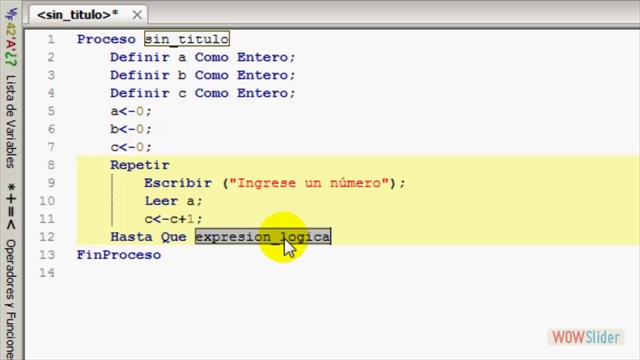 <sin_titulo>*
Lista de Variables
Operadores y Funciones
1 Proceso sin_titulo
2 Definir a Como Entero;
3 Definir b Como Entero;
4 Definir c Como Entero;
5 a<-0;
6 b<-0;
7 c<-0;
8 Repetir
9 Escribir ("Ingrese un número");
10 Leer a;
11 c<-c+1;
12 Hasta Que expresion_logica
13 FinProceso
14
WOWSlider